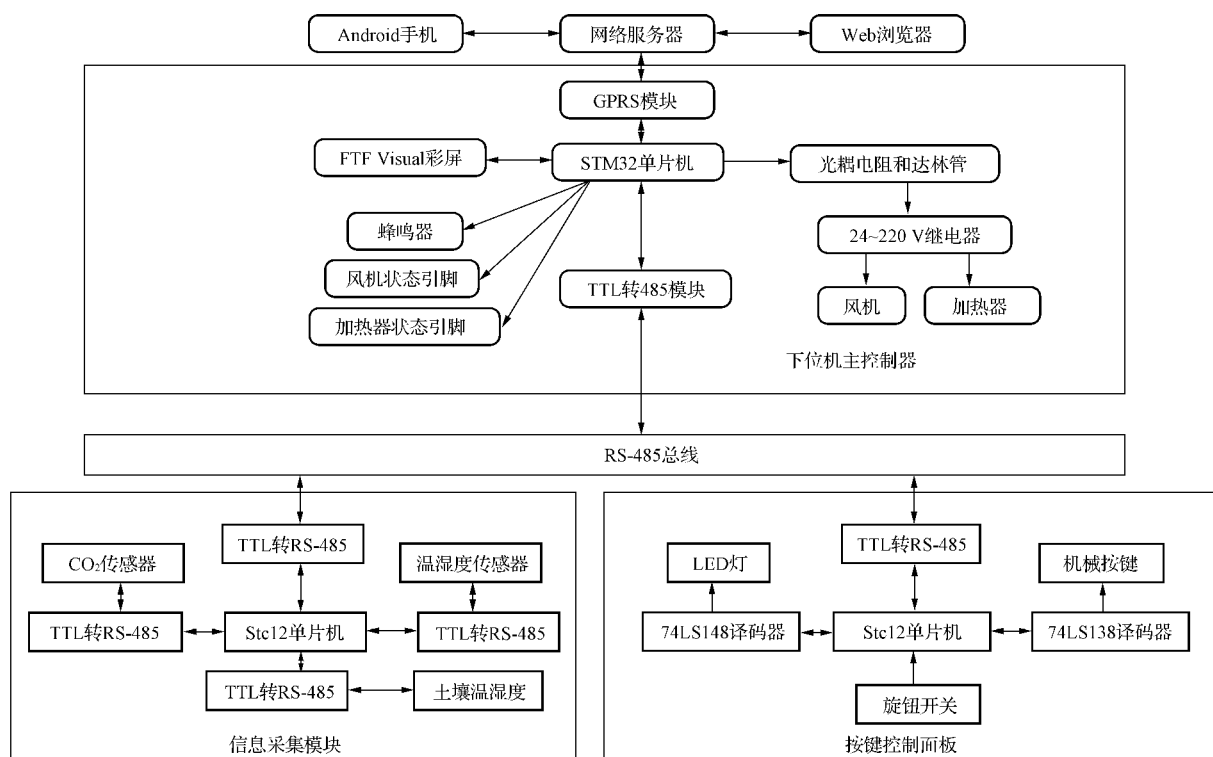 Android手机
网络服务器
Web浏览器
GPRS模块
FTF Visual彩屏
STM32单片机
光耦电阻和达林管
蜂鸣器
24~220 V继电器
风机状态引脚
TTL转485模块
风机
加热器
加热器状态引脚
下位机主控制器
RS-485总线
TTL转RS-485
CO₂传感器
温湿度传感器
TTL转RS-485
Stc12单片机
TTL转RS-485
TTL转RS-485
土壤温湿度
信息采集模块
TTL转RS-485
LED灯
机械按键
74LS148译码器
Stc12单片机
74LS138译码器
旋钮开关
按键控制面板